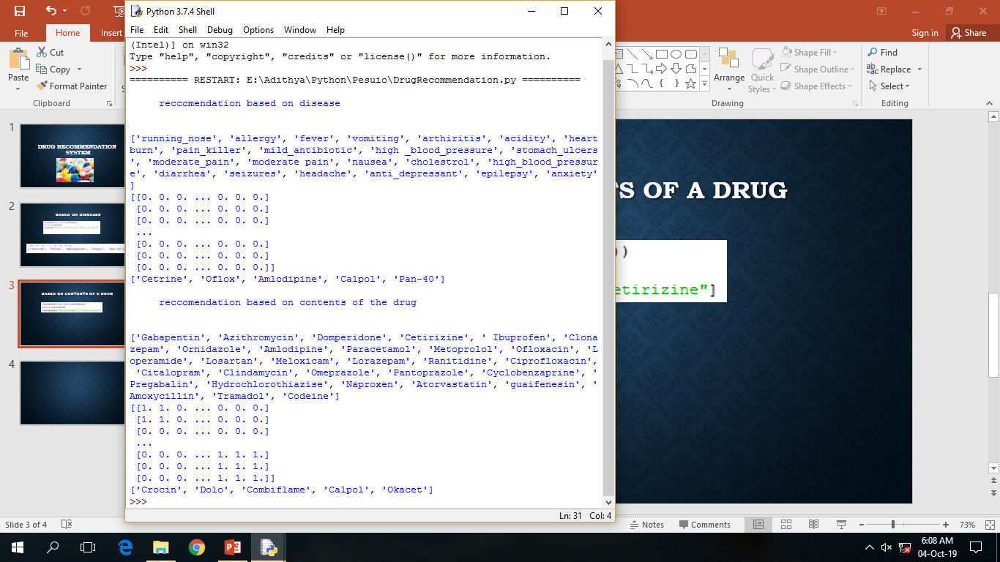 Python 3.7.4 Shell
File Edit Shell Debug Options Window Help
(Intel)] on win32
Type "help", "copyright", "credits" or "license()" for more information.
>>>
========== RESTART: E:\Adithya\Python\Pesuio\DrugRecommendation.py ==========
reccomendation based on disease
['running_nose', 'allergy', 'fever', 'vomiting', 'arthiritis', 'acidity', 'heart
burn', 'pain_killer', 'mild_antibiotic', 'high _blood_pressure', 'stomach_ulcers
', 'moderate_pain', 'moderate pain', 'nausea', 'cholestrol', 'high_blood_pressur
e', 'diarrhea', 'seizures', 'headache', 'anti_depressant', 'epilepsy', 'anxiety'
]
[[0. 0. 0. ... 0. 0. 0.]
[0. 0. 0. ... 0. 0. 0.]
[0. 0. 0. ... 0. 0. 0.]
...
[0. 0. 0. ... 0. 0. 0.]
[0. 0. 0. ... 0. 0. 0.]
[0. 0. 0. ... 0. 0. 0.]]
['Cetrine', 'Oflox', 'Amlodipine', 'Calpol', 'Pan-40']
reccomendation based on contents of the drug
['Gabapentin', 'Azithromycin', 'Domperidone', 'Cetirizine', ' Ibuprofen', 'Clona
zepam', 'Ornidazole', 'Amlodipine', 'Paracetamol', 'Metoprolol', 'Ofloxacin', 'L
operamide', 'Losartan', 'Meloxicam', 'Lorazepam', 'Ranitidine', 'Ciprofloxacin',
'Citalopram', 'Clindamycin', 'Omeprazole', 'Pantoprazole', 'Cyclobenzaprine', '
Pregabalin', 'Hydrochlorothiazise', 'Naproxen', 'Atorvastatin', 'guaifenesin', '
Amoxycillin', 'Tramadol', 'Codeine']
[[1. 1. 0. ... 0. 0. 0.]
[1. 1. 0. ... 0. 0. 0.]
[0. 0. 0. ... 0. 0. 0.]
...
[0. 0. 0. ... 1. 1. 1.]
[0. 0. 0. ... 1. 1. 1.]
[0. 0. 0. ... 1. 1. 1.]]
['Crocin', 'Dolo', 'Combiflame', 'Calpol', 'Okacet']
>>>
Ln: 31 Col: 4
File Home Insert
Paste
Cut
Copy
Format Painter
Clipboard
1
DRUG RECOMMENDATION
SYSTEM
2
BASED ON DISEASES
3
BASED ON CONTENTS OF A DRUG
4
Sign in Share
Arrange
Quick
Styles
Shape Fill
Shape Outline
Shape Effects
Drawing
Find
Replace
Select
Editing
S OF A DRUG
))
etirizine"]
Slide 3 of 4
Notes Comments 73%
6:08 AM
04-Oct-19